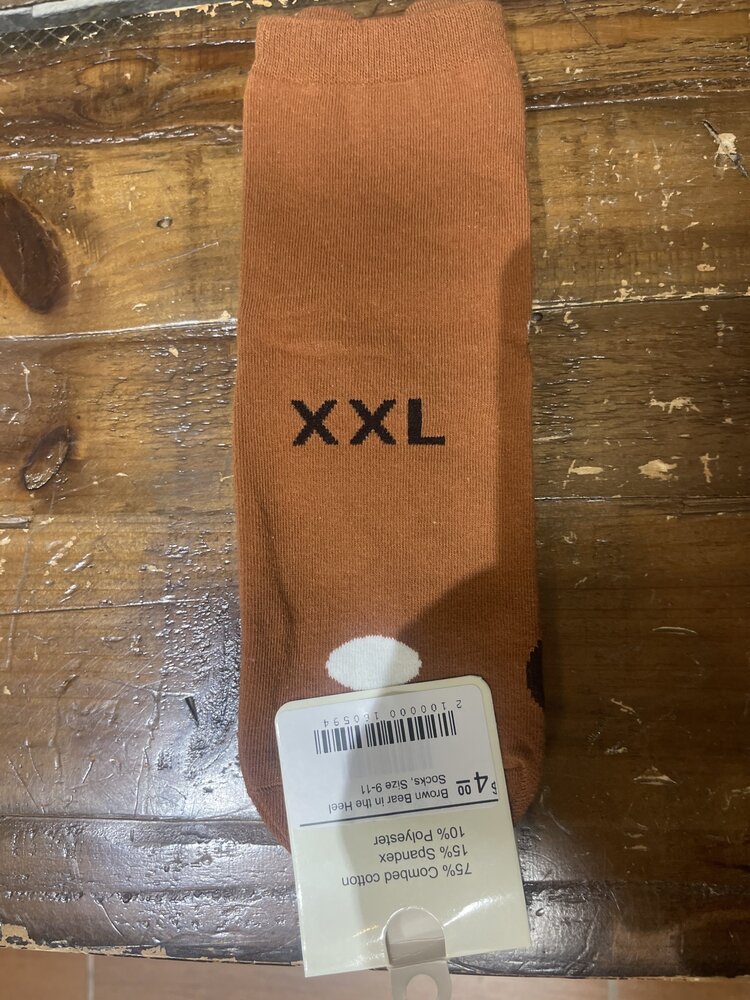 XXL
75% Combed cotton
15% Spandex
10% Polyester
$4.00 Brown Bear in the Heel
Socks, Size 9-11
2 100000 160594